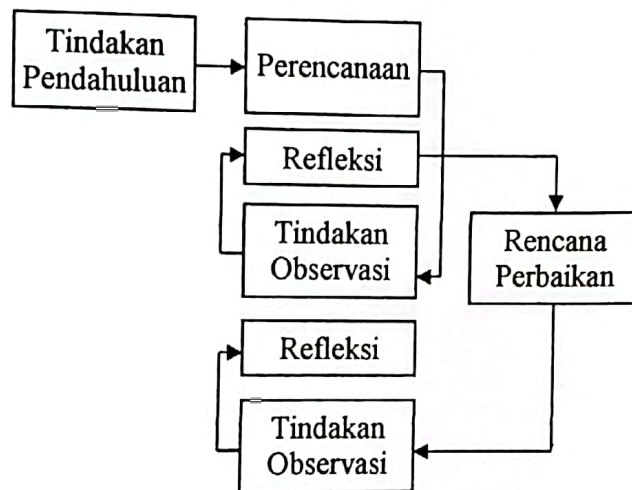 Tindakan
Pendahuluan
Perencanaan
Refleksi
Tindakan
Observasi
Rencana
Perbaikan
Refleksi
Tindakan
Observasi